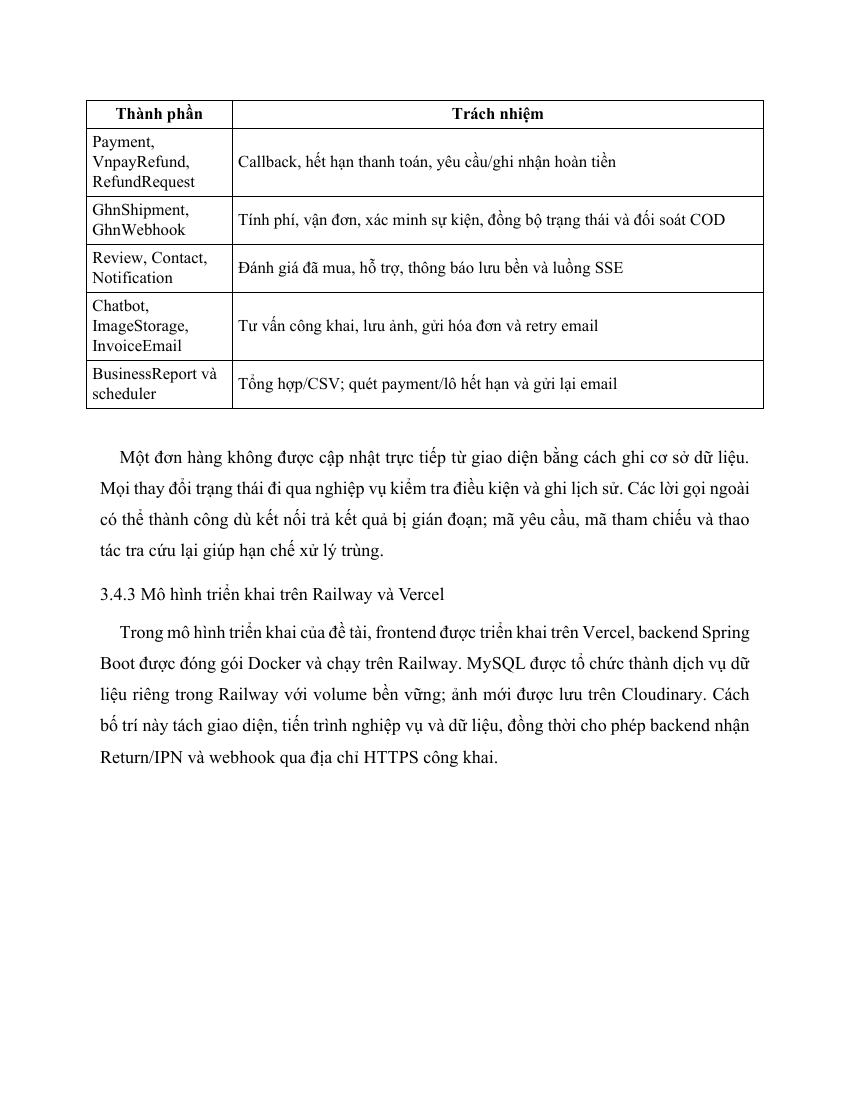 Thành phần Trách nhiệm
Payment,
VnpayRefund,
RefundRequest
Callback, hết hạn thanh toán, yêu cầu/ghi nhận hoàn tiền
GhnShipment,
GhnWebhook
Tính phí, vận đơn, xác minh sự kiện, đồng bộ trạng thái và đối soát COD
Review, Contact,
Notification
Đánh giá đã mua, hỗ trợ, thông báo lưu bền và luồng SSE
Chatbot,
ImageStorage,
InvoiceEmail
Tư vấn công khai, lưu ảnh, gửi hóa đơn và retry email
BusinessReport và
scheduler
Tổng hợp/CSV; quét payment/lô hết hạn và gửi lại email
Một đơn hàng không được cập nhật trực tiếp từ giao diện bằng cách ghi cơ sở dữ liệu.
Mọi thay đổi trạng thái đi qua nghiệp vụ kiểm tra điều kiện và ghi lịch sử. Các lời gọi ngoài
có thể thành công dù kết nối trả kết quả bị gián đoạn; mã yêu cầu, mã tham chiếu và thao
tác tra cứu lại giúp hạn chế xử lý trùng.
3.4.3 Mô hình triển khai trên Railway và Vercel
Trong mô hình triển khai của đề tài, frontend được triển khai trên Vercel, backend Spring
Boot được đóng gói Docker và chạy trên Railway. MySQL được tổ chức thành dịch vụ dữ
liệu riêng trong Railway với volume bền vững; ảnh mới được lưu trên Cloudinary. Cách
bố trí này tách giao diện, tiến trình nghiệp vụ và dữ liệu, đồng thời cho phép backend nhận
Return/IPN và webhook qua địa chỉ HTTPS công khai.